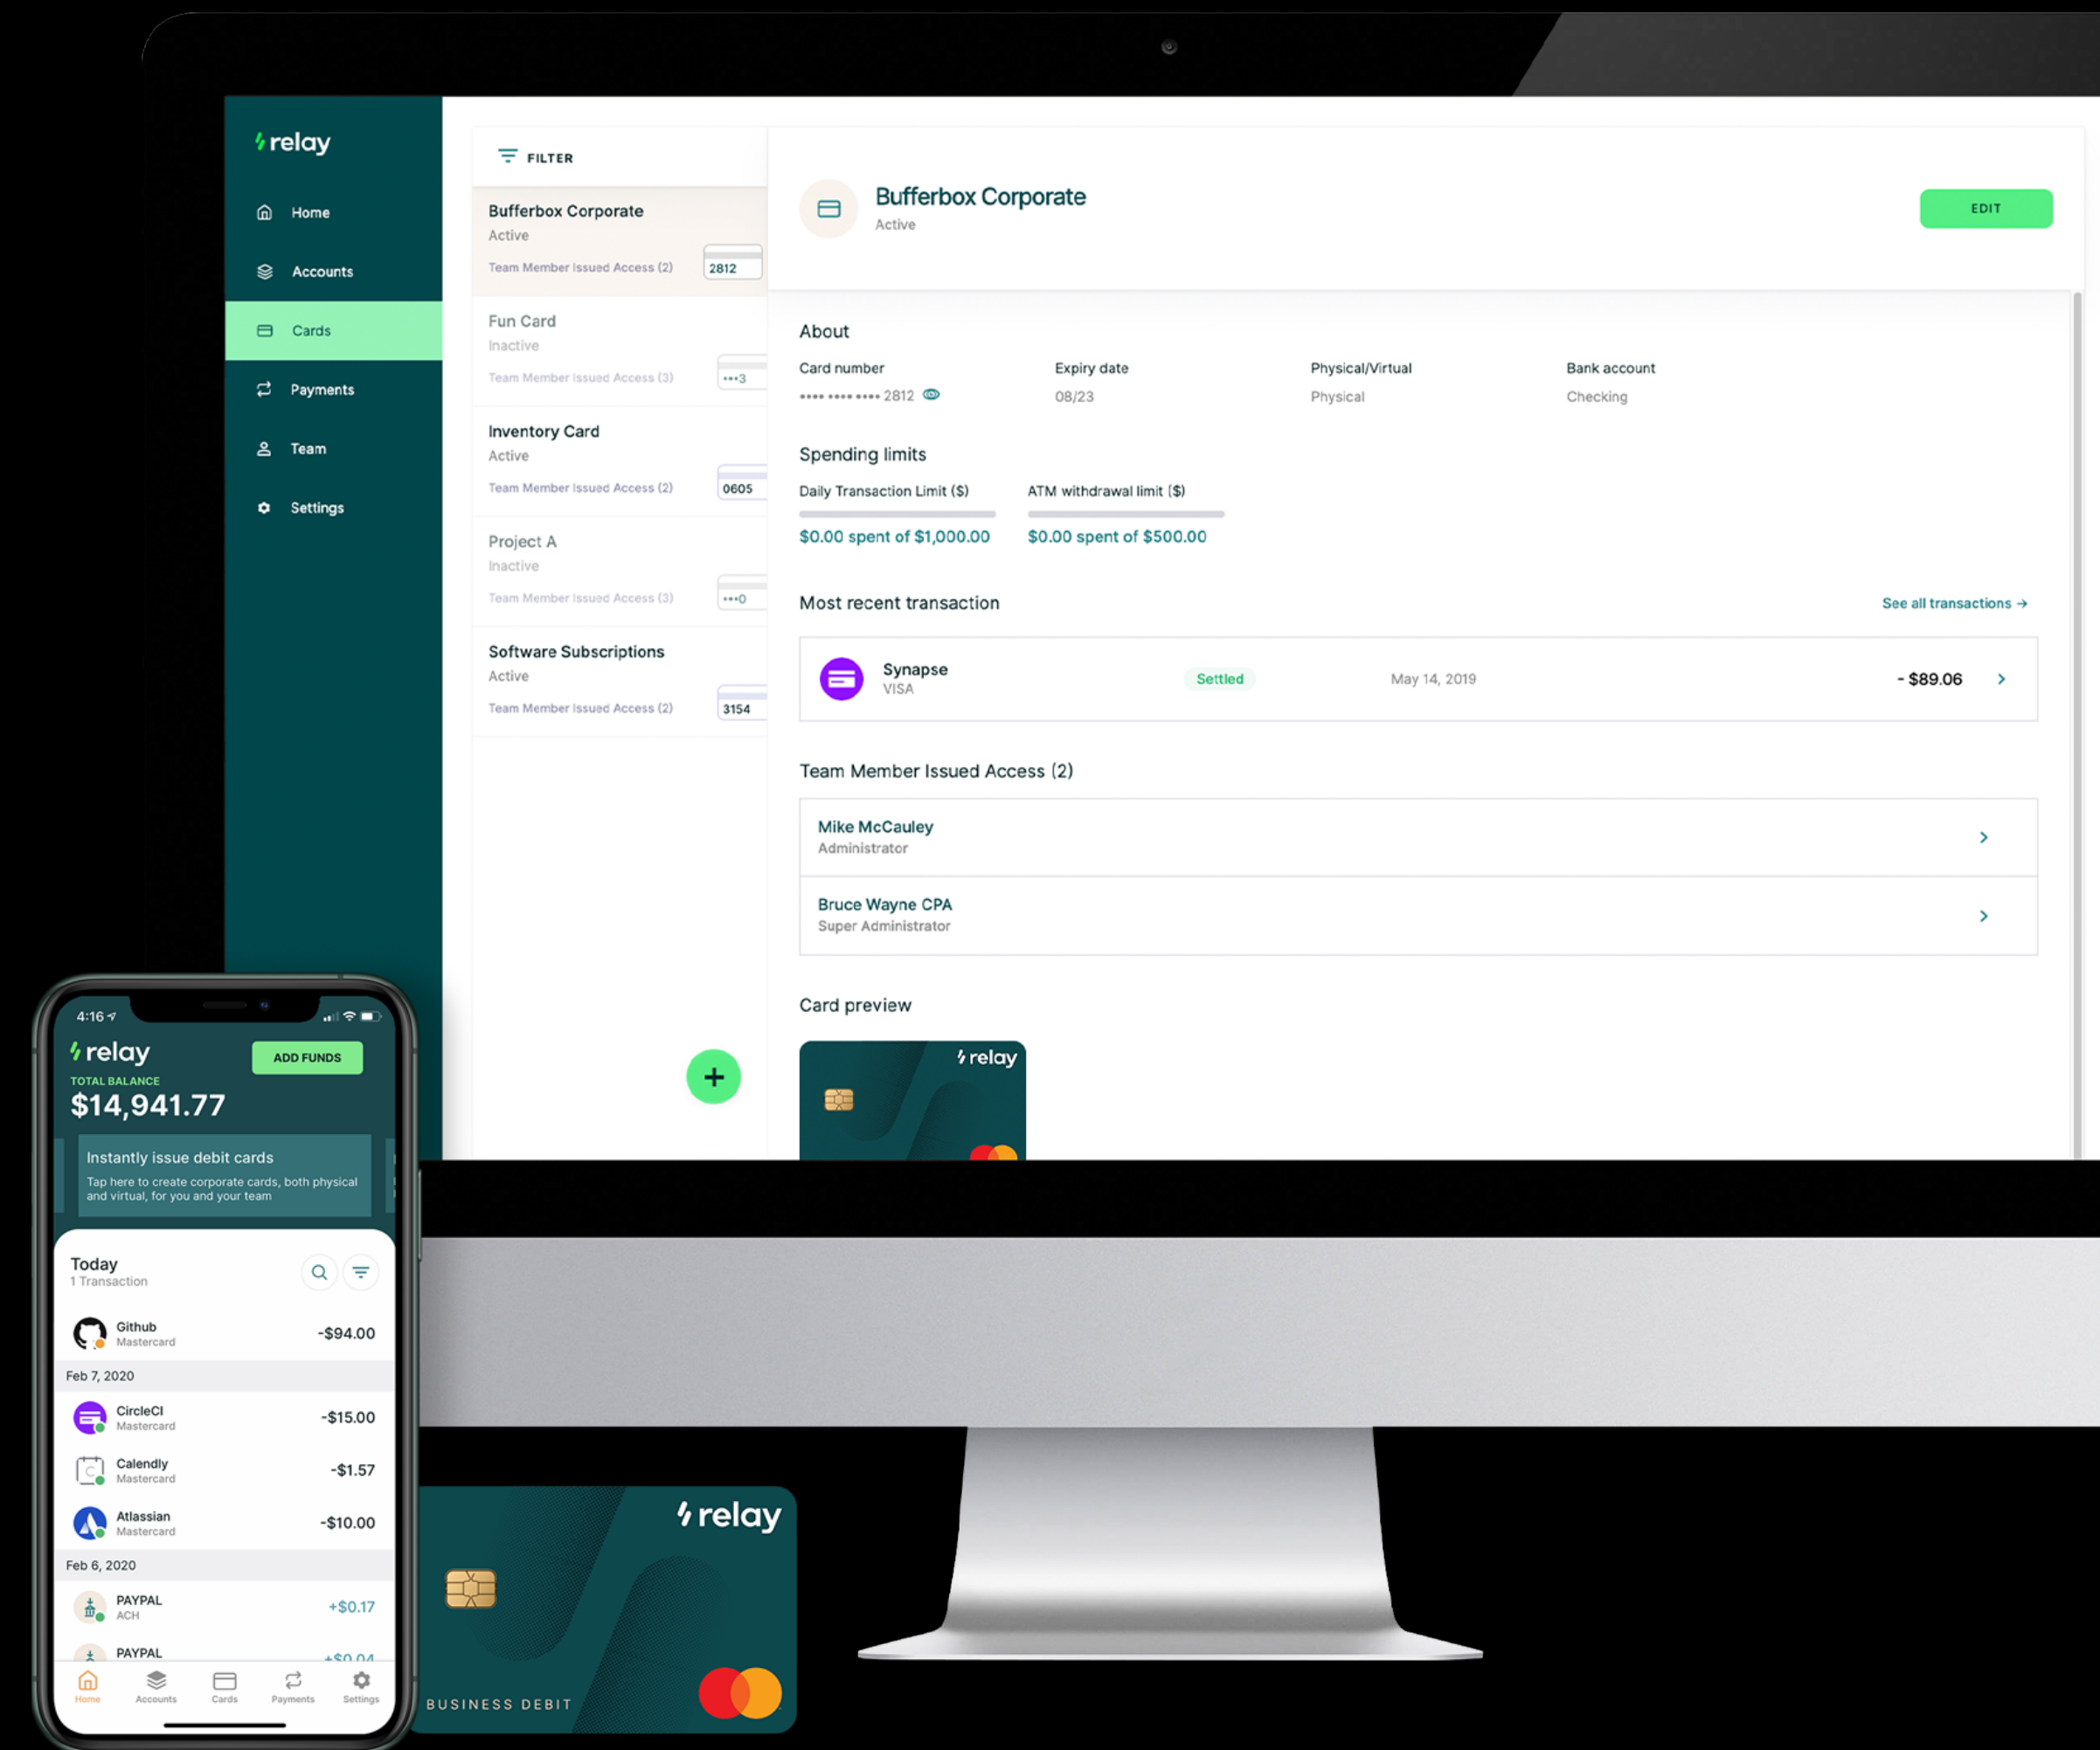 relay
Home
Accounts
Cards
Payments
Team
Settings
FILTER
Bufferbox Corporate
Active
Team Member Issued Access (2)
2812
Fun Card
Inactive
Team Member Issued Access (3)
•••3
Inventory Card
Active
Team Member Issued Access (2)
0605
Project A
Inactive
Team Member Issued Access (3)
•••0
Software Subscriptions
Active
Team Member Issued Access (2)
3154
+
Bufferbox Corporate
Active
EDIT
About
Card number Expiry date Physical/Virtual Bank account
•••• •••• •••• 2812 08/23 Physical Checking
Spending limits
Daily Transaction Limit ($) ATM withdrawal limit ($)
$0.00 spent of $1,000.00 $0.00 spent of $500.00
Most recent transaction See all transactions →
Synapse
VISA
Settled May 14, 2019 - $89.06
Team Member Issued Access (2)
Mike McCauley
Administrator
Bruce Wayne CPA
Super Administrator
Card preview
relay
4:16
relay
ADD FUNDS
TOTAL BALANCE
$14,941.77
Instantly issue debit cards
Tap here to create corporate cards, both physical
and virtual, for you and your team
Today
1 Transaction
Github
Mastercard
-$94.00
Feb 7, 2020
CircleCI
Mastercard
-$15.00
Calendly
Mastercard
-$1.57
Atlassian
Mastercard
-$10.00
Feb 6, 2020
PAYPAL
ACH
+$0.17
PAYPAL
+$0.04
Home Accounts Cards Payments Settings
relay
BUSINESS DEBIT